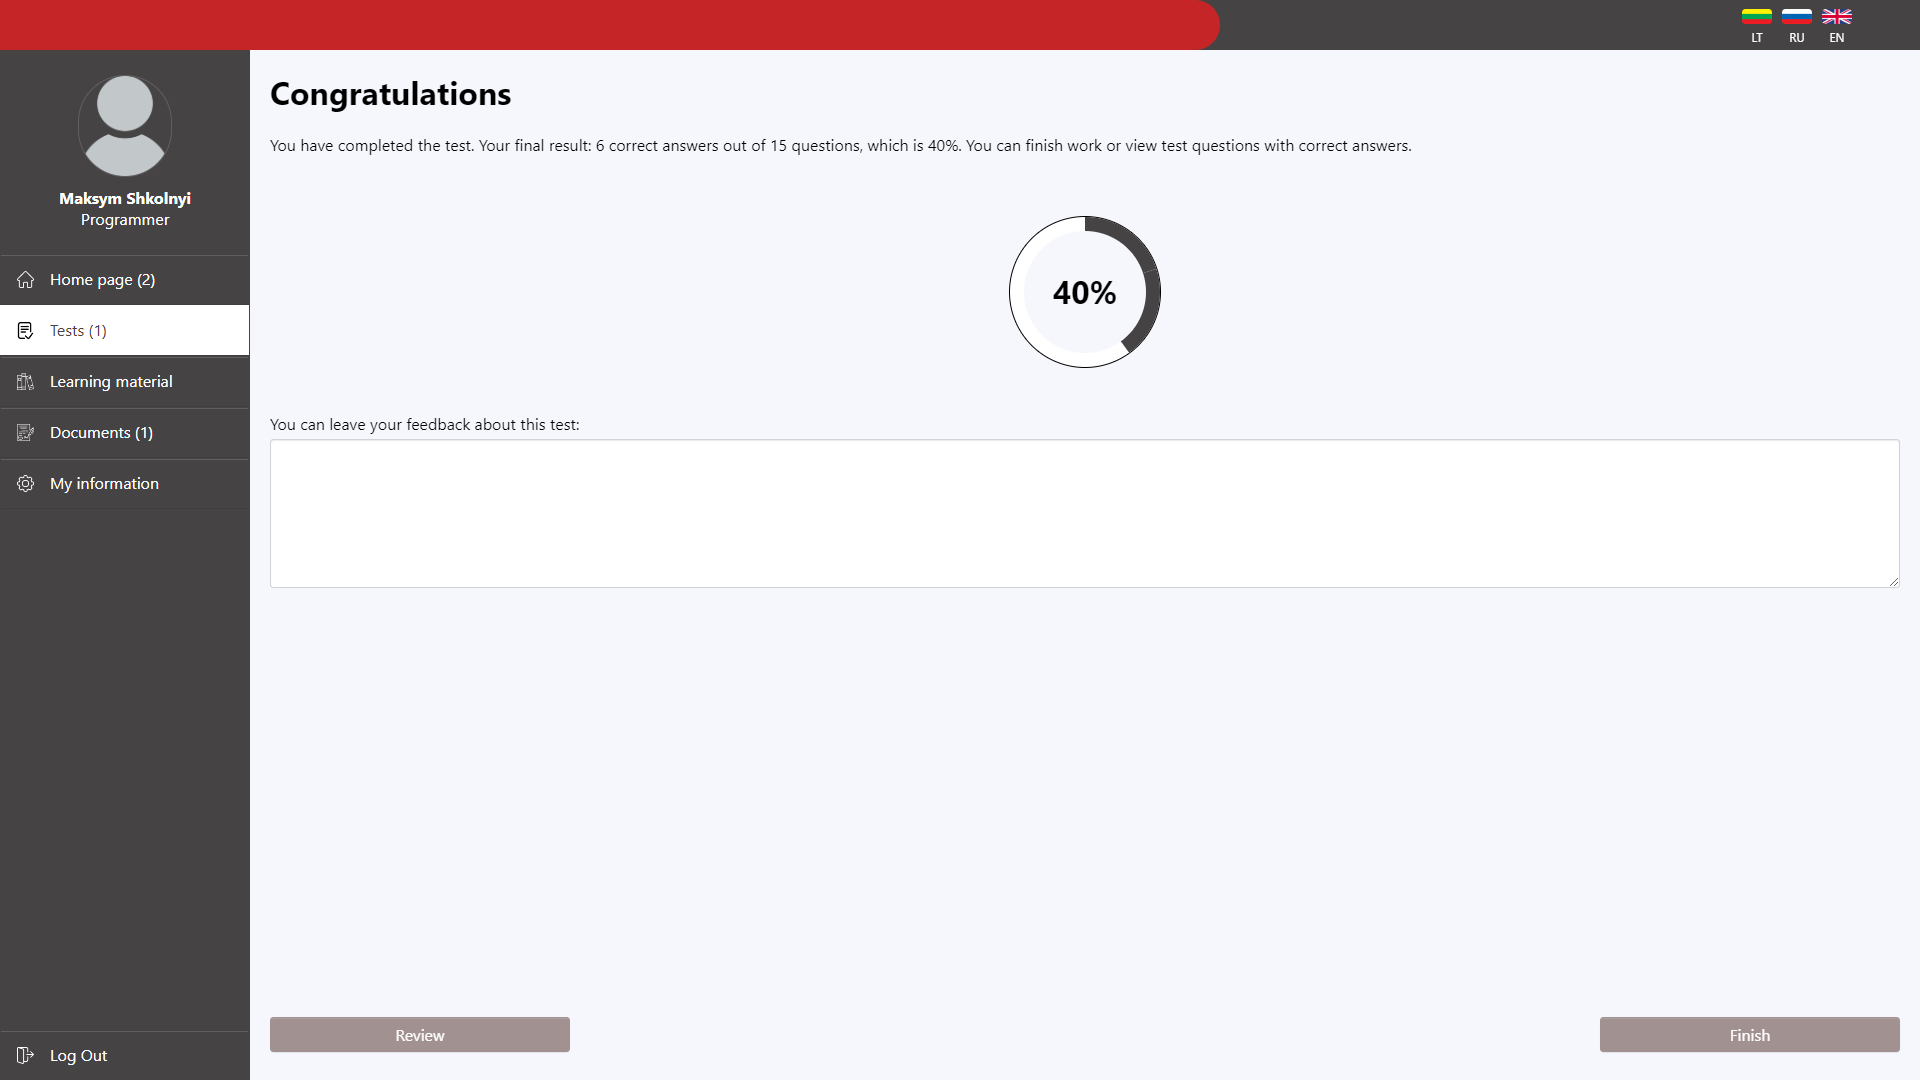 LT
RU
EN
Maksym Shkolnyi
Programmer
Home page (2)
Tests (1)
Learning material
Documents (1)
My information
Log Out
Congratulations
You have completed the test. Your final result: 6 correct answers out of 15 questions, which is 40%. You can finish work or view test questions with correct answers.
40%
You can leave your feedback about this test:
Review
Finish